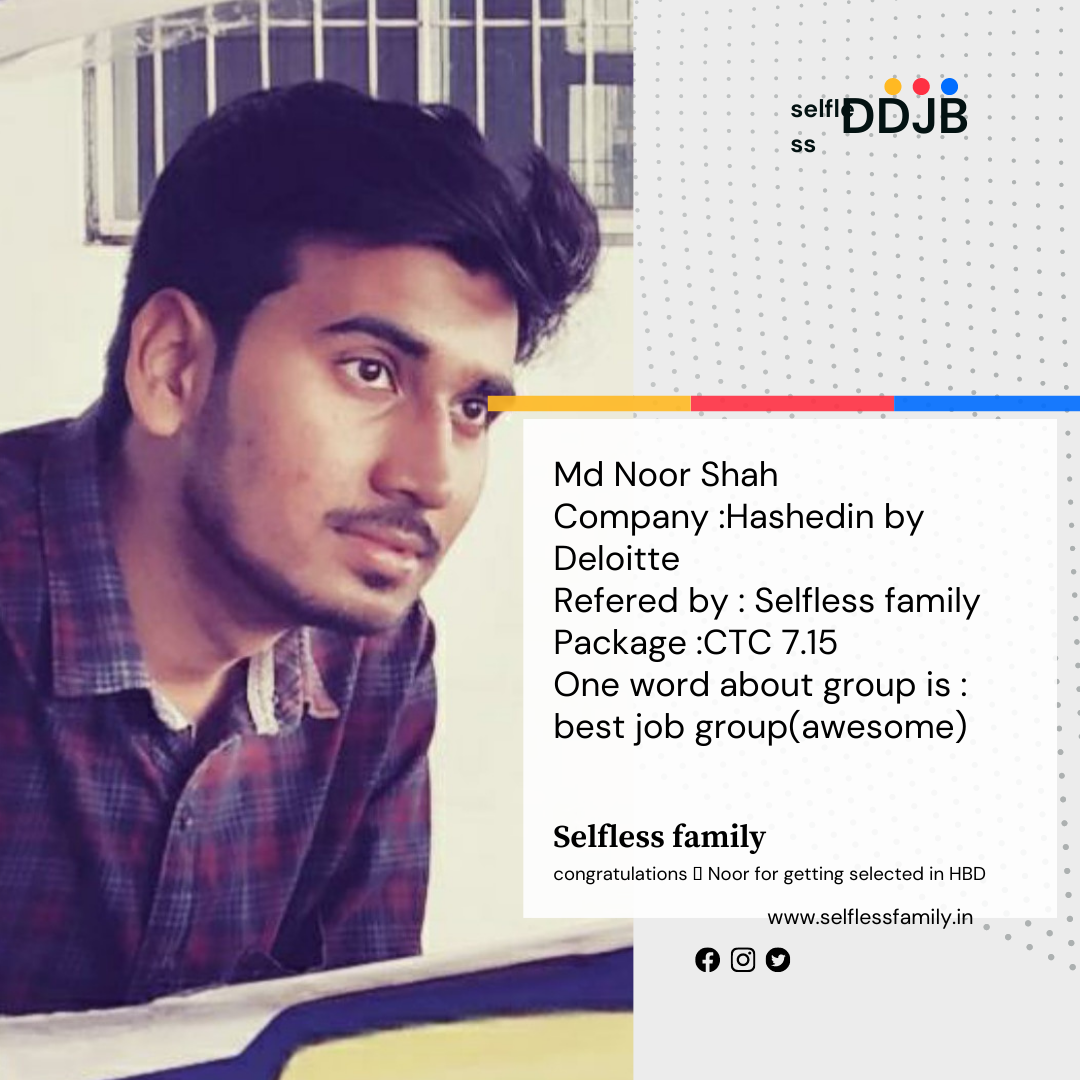 selfle
ss
DDJB
Md Noor Shah
Company :Hashedin by
Deloitte
Refered by : Selfless family
Package :CTC 7.15
One word about group is :
best job group(awesome)
Selfless family
congratulations ▯ Noor for getting selected in HBD
www.selflessfamily.in